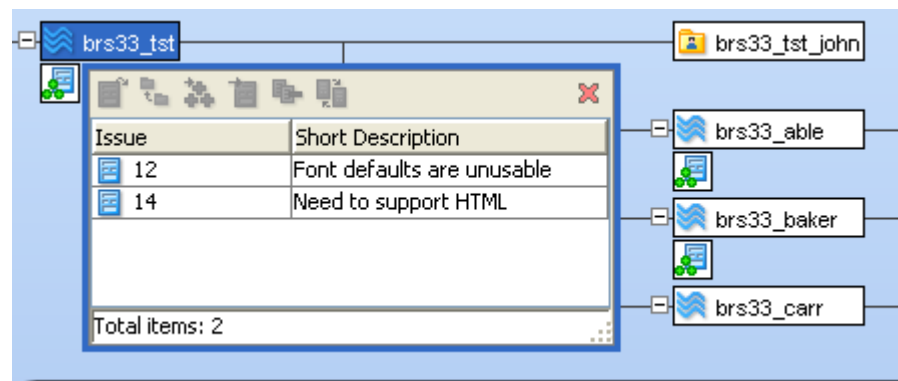 brs33_tst
brs33_tst_john
Issue Short Description
12 Font defaults are unusable
14 Need to support HTML
Total items: 2
brs33_able
brs33_baker
brs33_carr